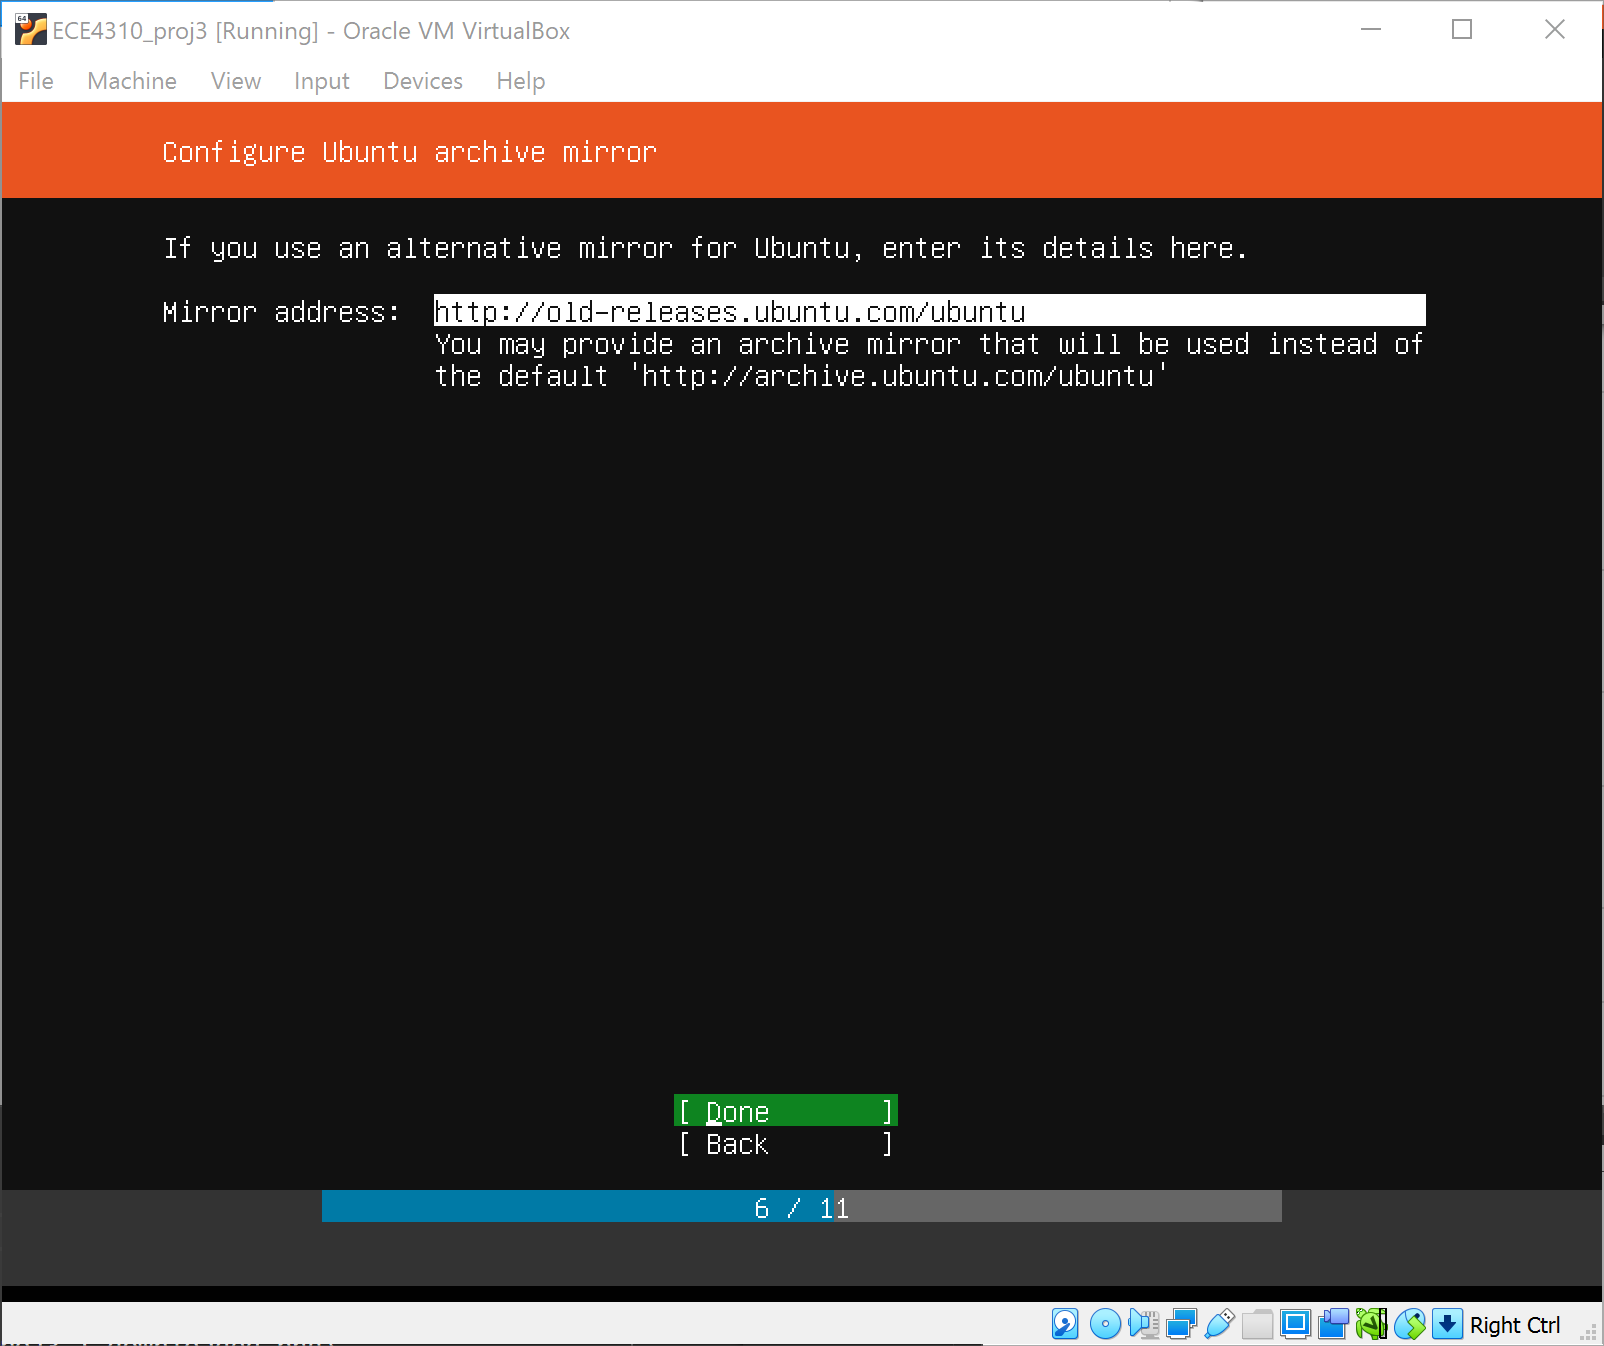 ECE4310_proj3 [Running] - Oracle VM VirtualBox
File Machine View Input Devices Help
Configure Ubuntu archive mirror
If you use an alternative mirror for Ubuntu, enter its details here.
Mirror address: http://old-releases.ubuntu.com/ubuntu
You may provide an archive mirror that will be used instead of
the default 'http://archive.ubuntu.com/ubuntu'
[ Done ]
[ Back ]
6 / 11
Right Ctrl